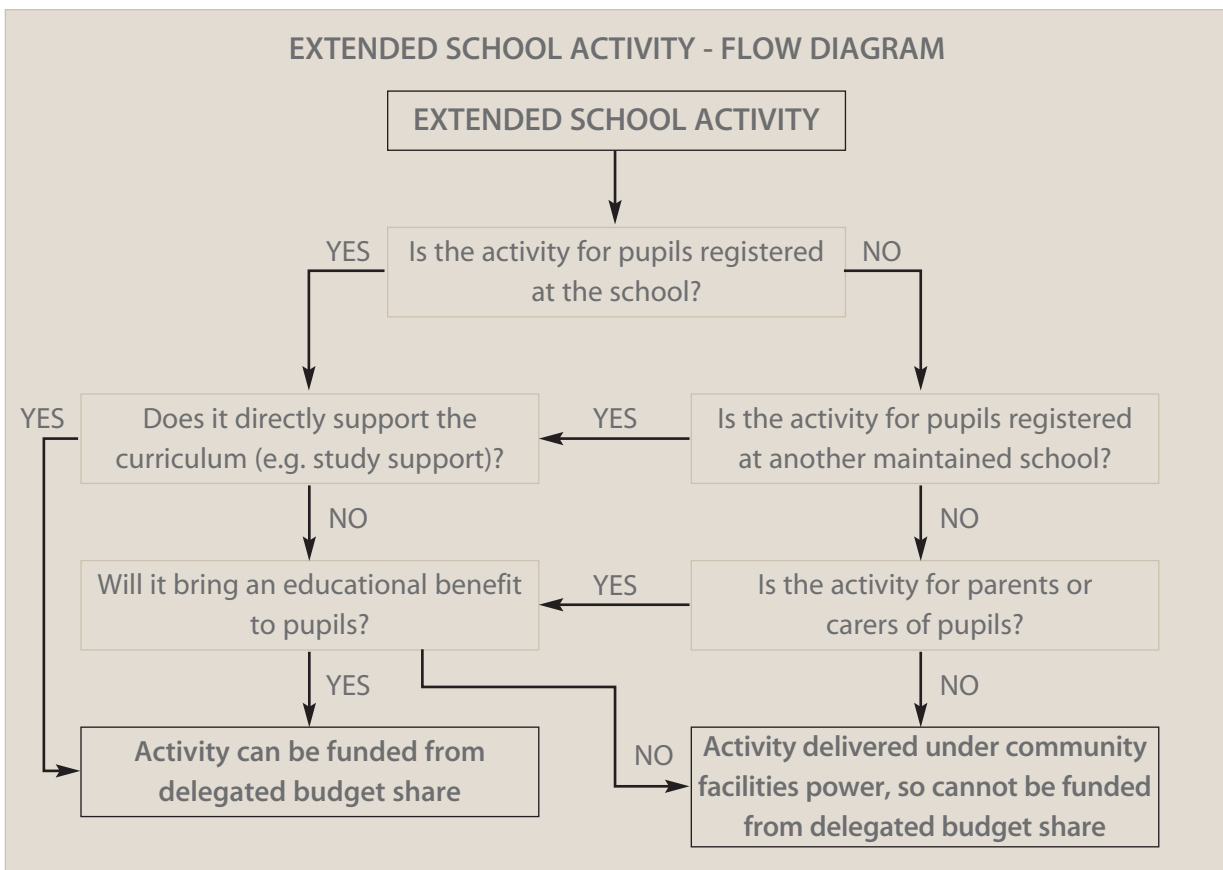 EXTENDED SCHOOL ACTIVITY - FLOW DIAGRAM
EXTENDED SCHOOL ACTIVITY
YES
Is the activity for pupils registered
at the school?
NO
YES
Does it directly support the
curriculum (e.g. study support)?
YES
Is the activity for pupils registered
at another maintained school?
NO
NO
Will it bring an educational benefit
to pupils?
YES
Is the activity for parents or
carers of pupils?
YES
NO
Activity can be funded from
delegated budget share
NO
Activity delivered under community
facilities power, so cannot be funded
from delegated budget share